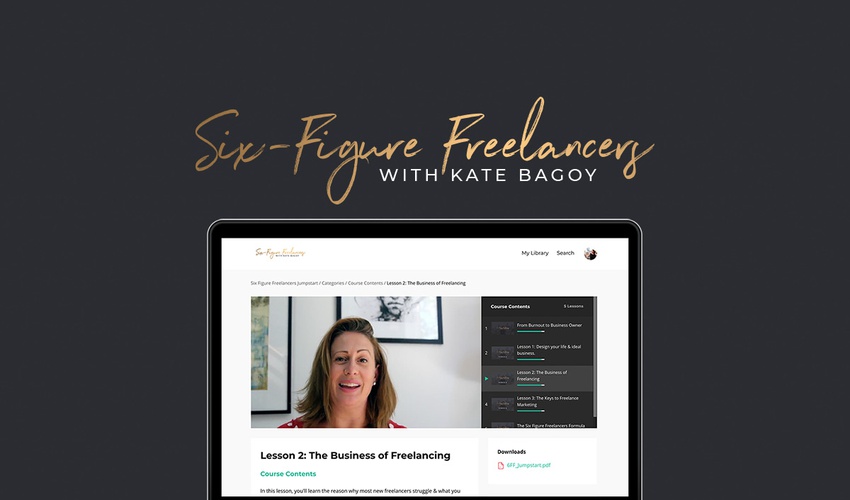 Six-Figure Freelancers
WITH KATE BAGOY
Six-Figure Freelancers
WITH KATE BAGOY
My Library
Search
Six Figure Freelancers Jumpstart / Categories / Course Contents / Lesson 2: The Business of Freelancing
Course Contents
5 Lessons
1
From Burnout to Business Owner
2
Lesson 1: Design your life & ideal
business.
Lesson 2: The Business of
Freelancing
4
Lesson 3: The Keys to Freelance
Marketing
The Six Figure Freelancers Formula
Lesson 2: The Business of Freelancing
Course Contents
In this lesson, you'll learn the reason why most new freelancers struggle & what you
Downloads
6FF_Jumpstart.pdf